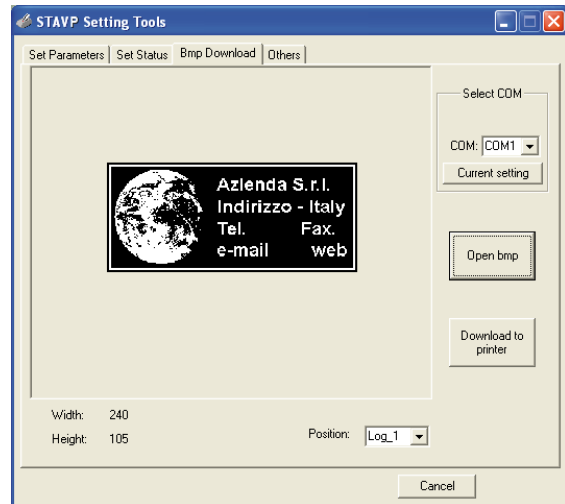 STAVP Setting Tools
Set Parameters Set Status Bmp Download Others
Select COM
COM: COM1
Current setting
Azienda S.r.l.
Indirizzo - Italy
Tel. Fax.
e-mail web
Open bmp
Download to
printer
Width: 240
Height: 105
Position: Log_1
Cancel